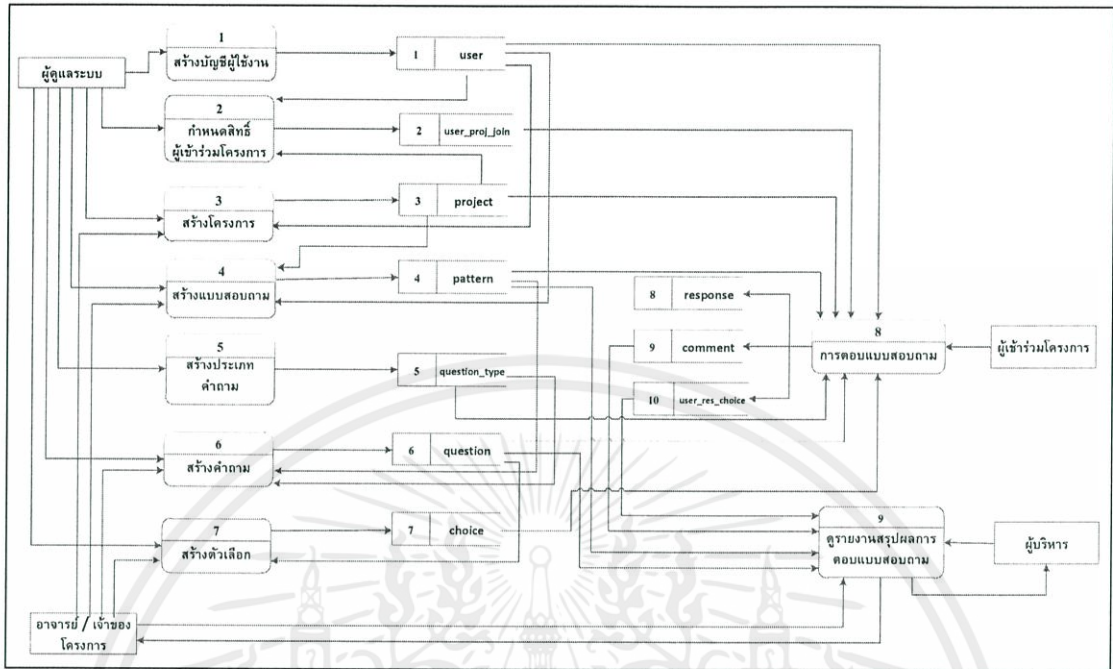 1
สร้างบัญชีผู้ใช้งาน
1 user
ผู้ดูแลระบบ
2
กำหนดสิทธิ์
ผู้เข้าร่วมโครงการ
2 user_proj_join
3
สร้างโครงการ
3 project
4
สร้างแบบสอบถาม
4 pattern
5
สร้างประเภท
คำถาม
5 question_type
6
สร้างคำถาม
6 question
7
สร้างตัวเลือก
7 choice
อาจารย์ / เจ้าของ
โครงการ
8 response
9 comment
10 user_res_choice
8
การตอบแบบสอบถาม
ผู้เข้าร่วมโครงการ
9
ดูรายงานสรุปผลการ
ตอบแบบสอบถาม
ผู้บริหาร